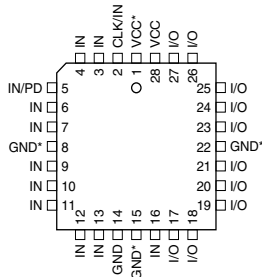 IN
IN
CLK/IN
VCC*
VCC
I/O
I/O
4
3
2
1
28
27
26
IN/PD 5
IN 6
IN 7
GND* 8
IN 9
IN 10
IN 11
25 I/O
24 I/O
23 I/O
22 GND*
21 I/O
20 I/O
19 I/O
12
13
14
15
16
17
18
IN
IN
GND
GND*
IN
I/O
I/O